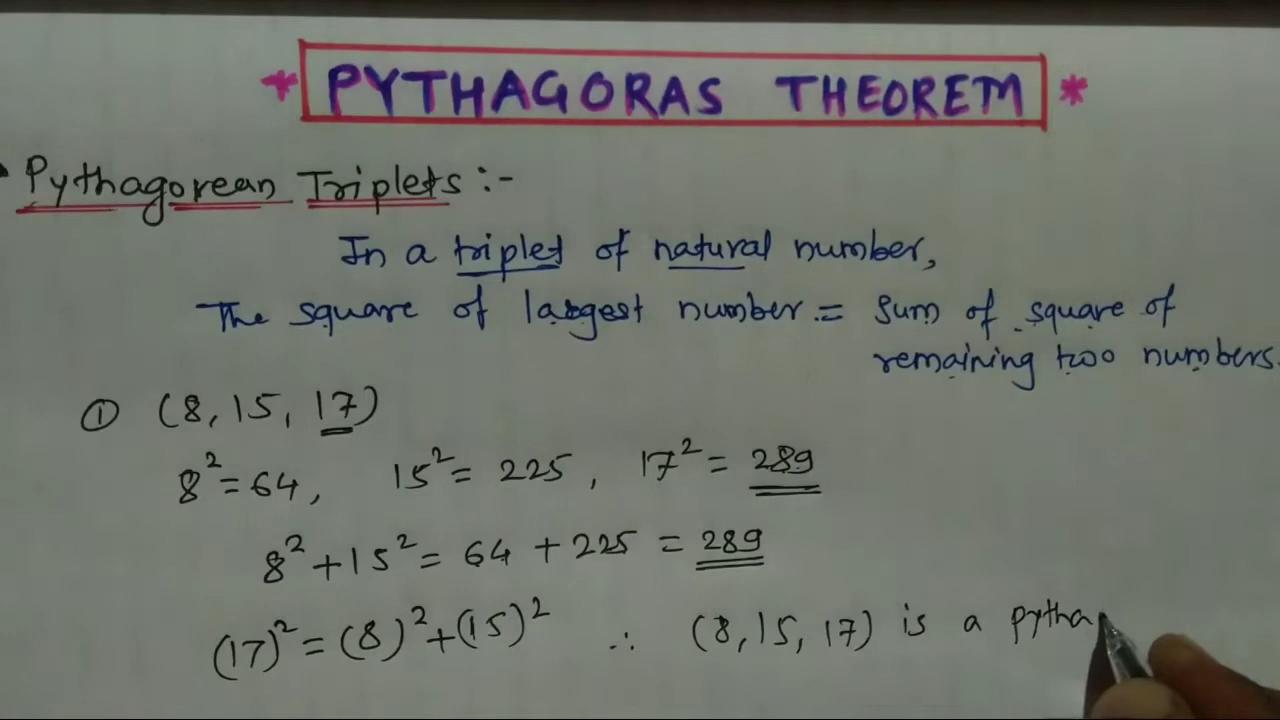 * PYTHAGORAS THEOREM *
Pythagorean Triplets :-
In a triplet of natural number,
The square of largest number = Sum of square of
remaining two numbers.
① (8, 15, 17)
8² = 64, 15² = 225, 17² = 289
8² + 15² = 64 + 225 = 289
(17)² = (8)² + (15)² ∴ (8, 15, 17) is a pytha